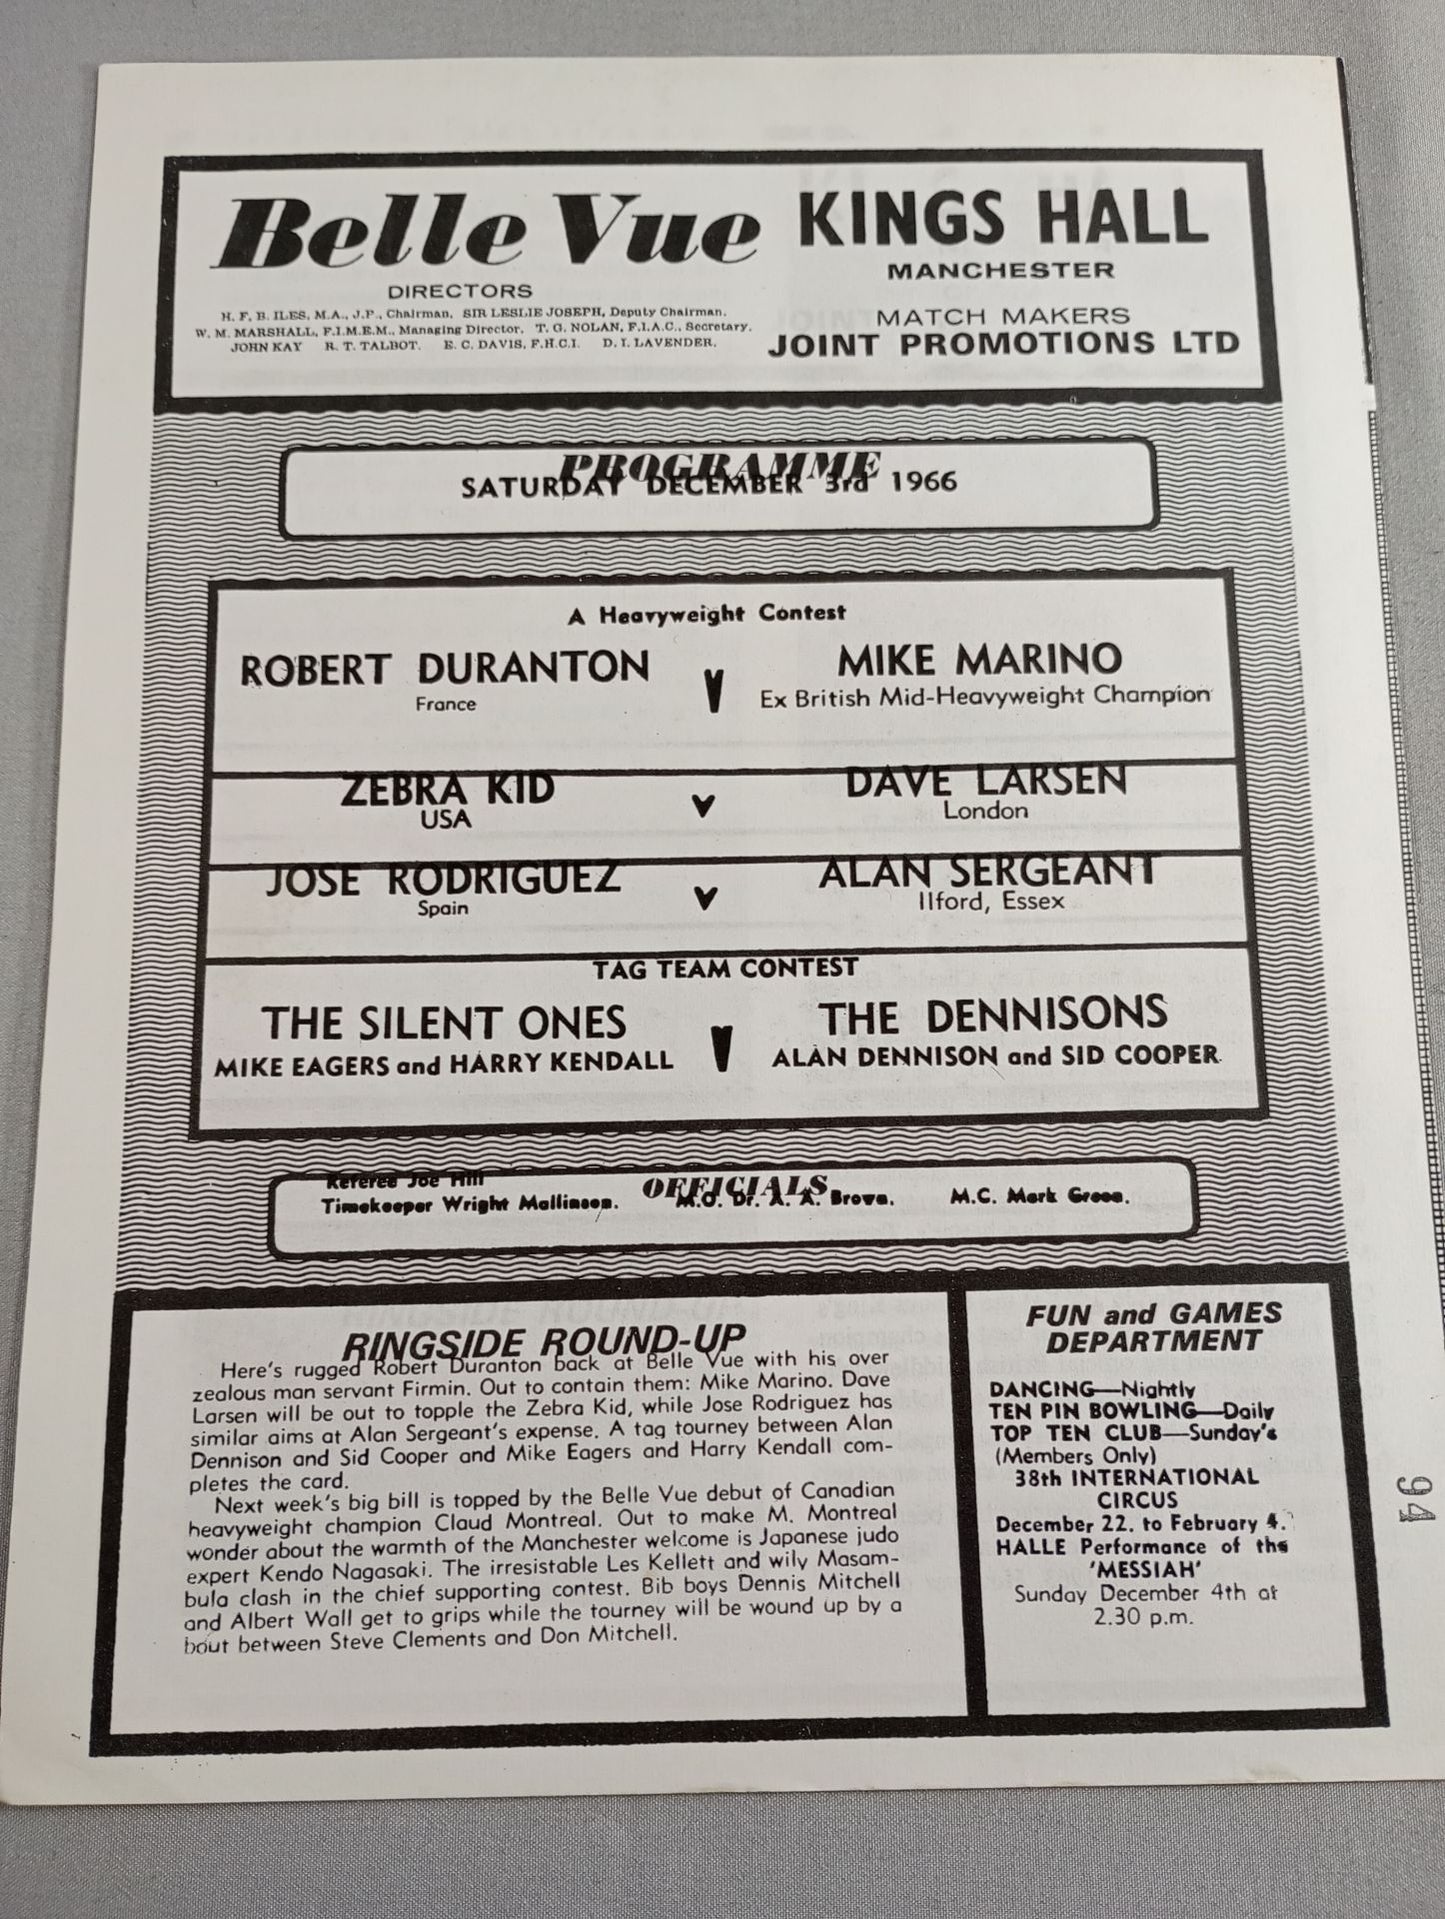 Belle Vue KINGS HALL
MANCHESTER
DIRECTORS
H. F. B. ILES, M.A., J.P., Chairman, SIR LESLIE JOSEPH, Deputy Chairman.
W. M. MARSHALL, F.I.M.E.M., Managing Director. T. G. NOLAN, F.I.A.C., Secretary.
JOHN KAY R. T. TALBOT. E. C. DAVIS, F.H.C.I. D. I. LAVENDER.
MATCH MAKERS
JOINT PROMOTIONS LTD
PROGRAMME
SATURDAY DECEMBER 3rd 1966
A Heavyweight Contest
ROBERT DURANTON V MIKE MARINO
France Ex British Mid-Heavyweight Champion
ZEBRA KID V DAVE LARSEN
USA London
JOSE RODRIGUEZ V ALAN SERGEANT
Spain Ilford, Essex
TAG TEAM CONTEST
THE SILENT ONES V THE DENNISONS
MIKE EAGERS and HARRY KENDALL ALAN DENNISON and SID COOPER
OFFICIALS
Referee Joe Hill
Timekeeper Wright Mallinson. M.O. Dr. A. A. Brown. M.C. Mark Green.
RINGSIDE ROUND-UP
Here's rugged Robert Duranton back at Belle Vue with his over
zealous man servant Firmin. Out to contain them: Mike Marino. Dave
Larsen will be out to topple the Zebra Kid, while Jose Rodriguez has
similar aims at Alan Sergeant's expense. A tag tourney between Alan
Dennison and Sid Cooper and Mike Eagers and Harry Kendall com-
pletes the card.
Next week's big bill is topped by the Belle Vue debut of Canadian
heavyweight champion Claud Montreal. Out to make M. Montreal
wonder about the warmth of the Manchester welcome is Japanese judo
expert Kendo Nagasaki. The irresistable Les Kellett and wily Masam-
bula clash in the chief supporting contest. Bib boys Dennis Mitchell
and Albert Wall get to grips while the tourney will be wound up by a
bout between Steve Clements and Don Mitchell.
FUN and GAMES
DEPARTMENT
DANCING—Nightly
TEN PIN BOWLING—Daily
TOP TEN CLUB—Sunday's
(Members Only)
38th INTERNATIONAL
CIRCUS
December 22. to February 4.
HALLE Performance of the
'MESSIAH'
Sunday December 4th at
2.30 p.m.
94